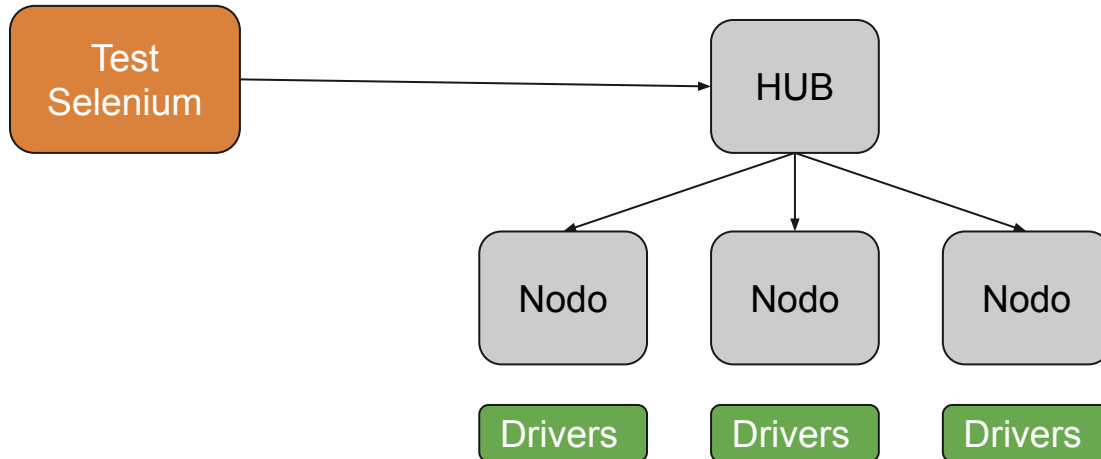 Test
Selenium
HUB
Nodo
Nodo
Nodo
Drivers
Drivers
Drivers